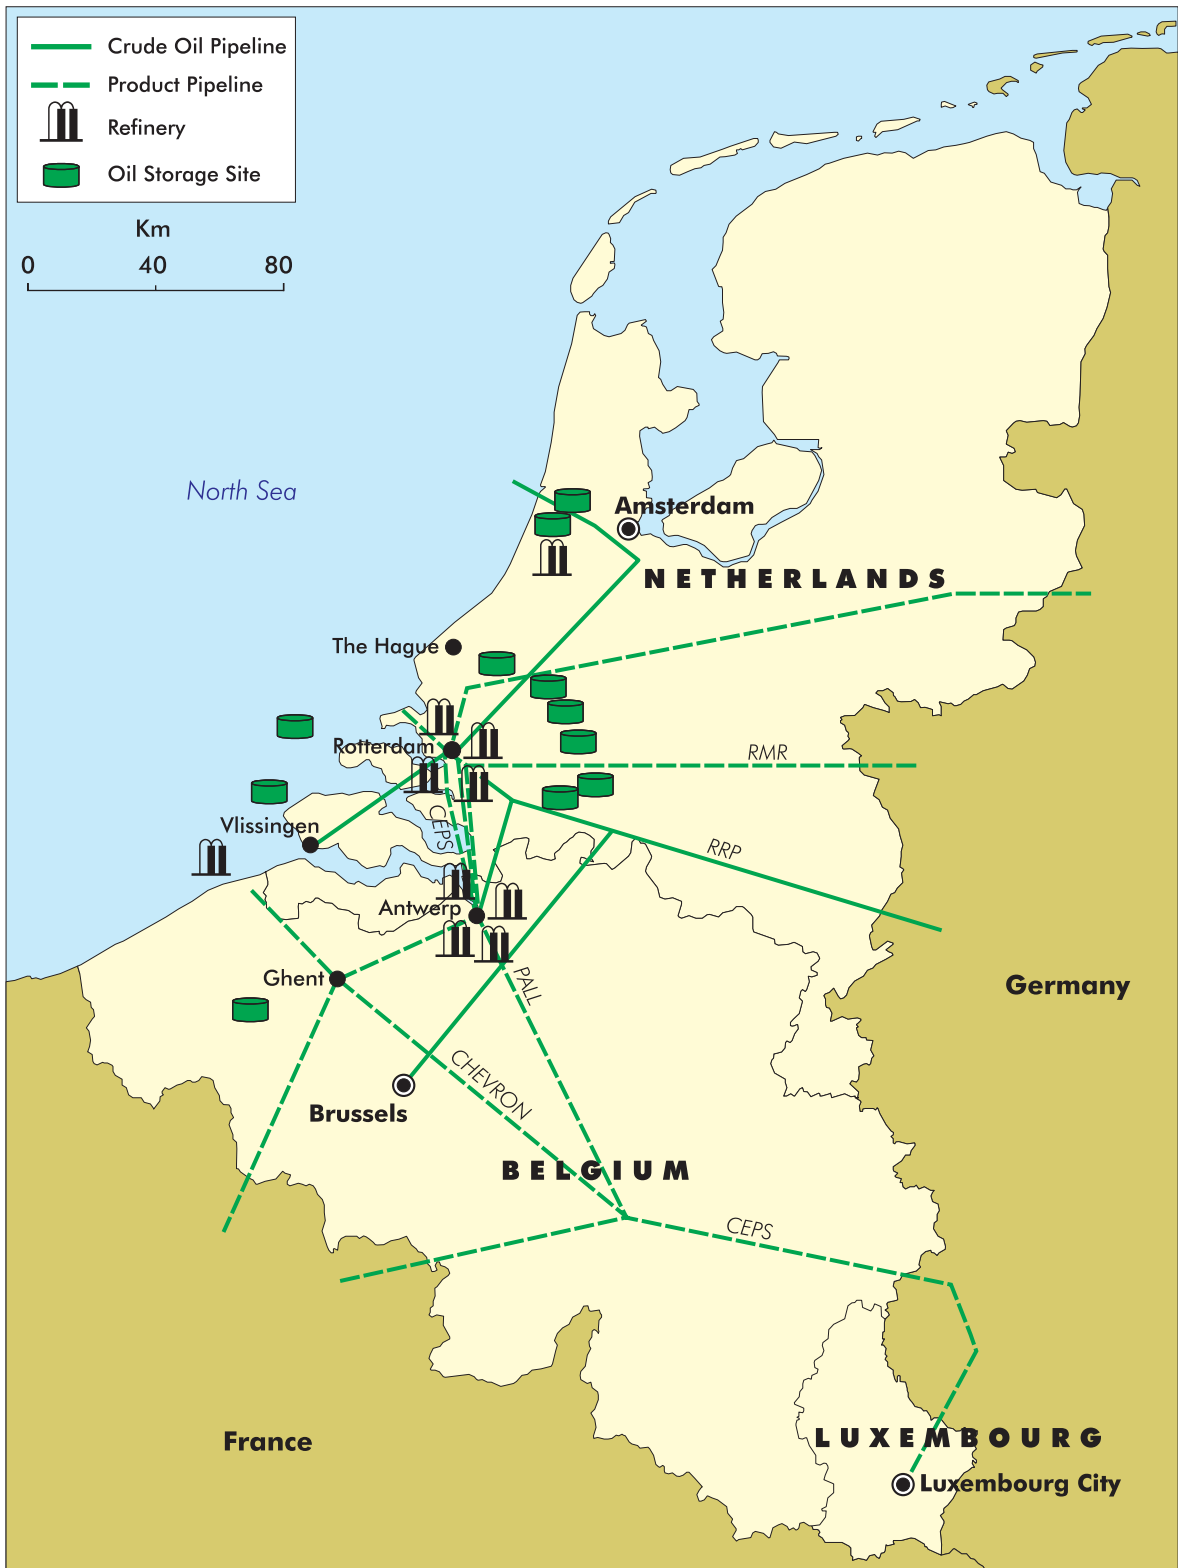 Crude Oil Pipeline
Product Pipeline
Refinery
Oil Storage Site
Km
0 40 80
North Sea
Amsterdam
NETHERLANDS
The Hague
Rotterdam
RMR
CEPS
Vlissingen
RRP
Antwerp
Ghent
PALL
Germany
CHEVRON
Brussels
BELGIUM
CEPS
France
LUXEMBOURG
Luxembourg City